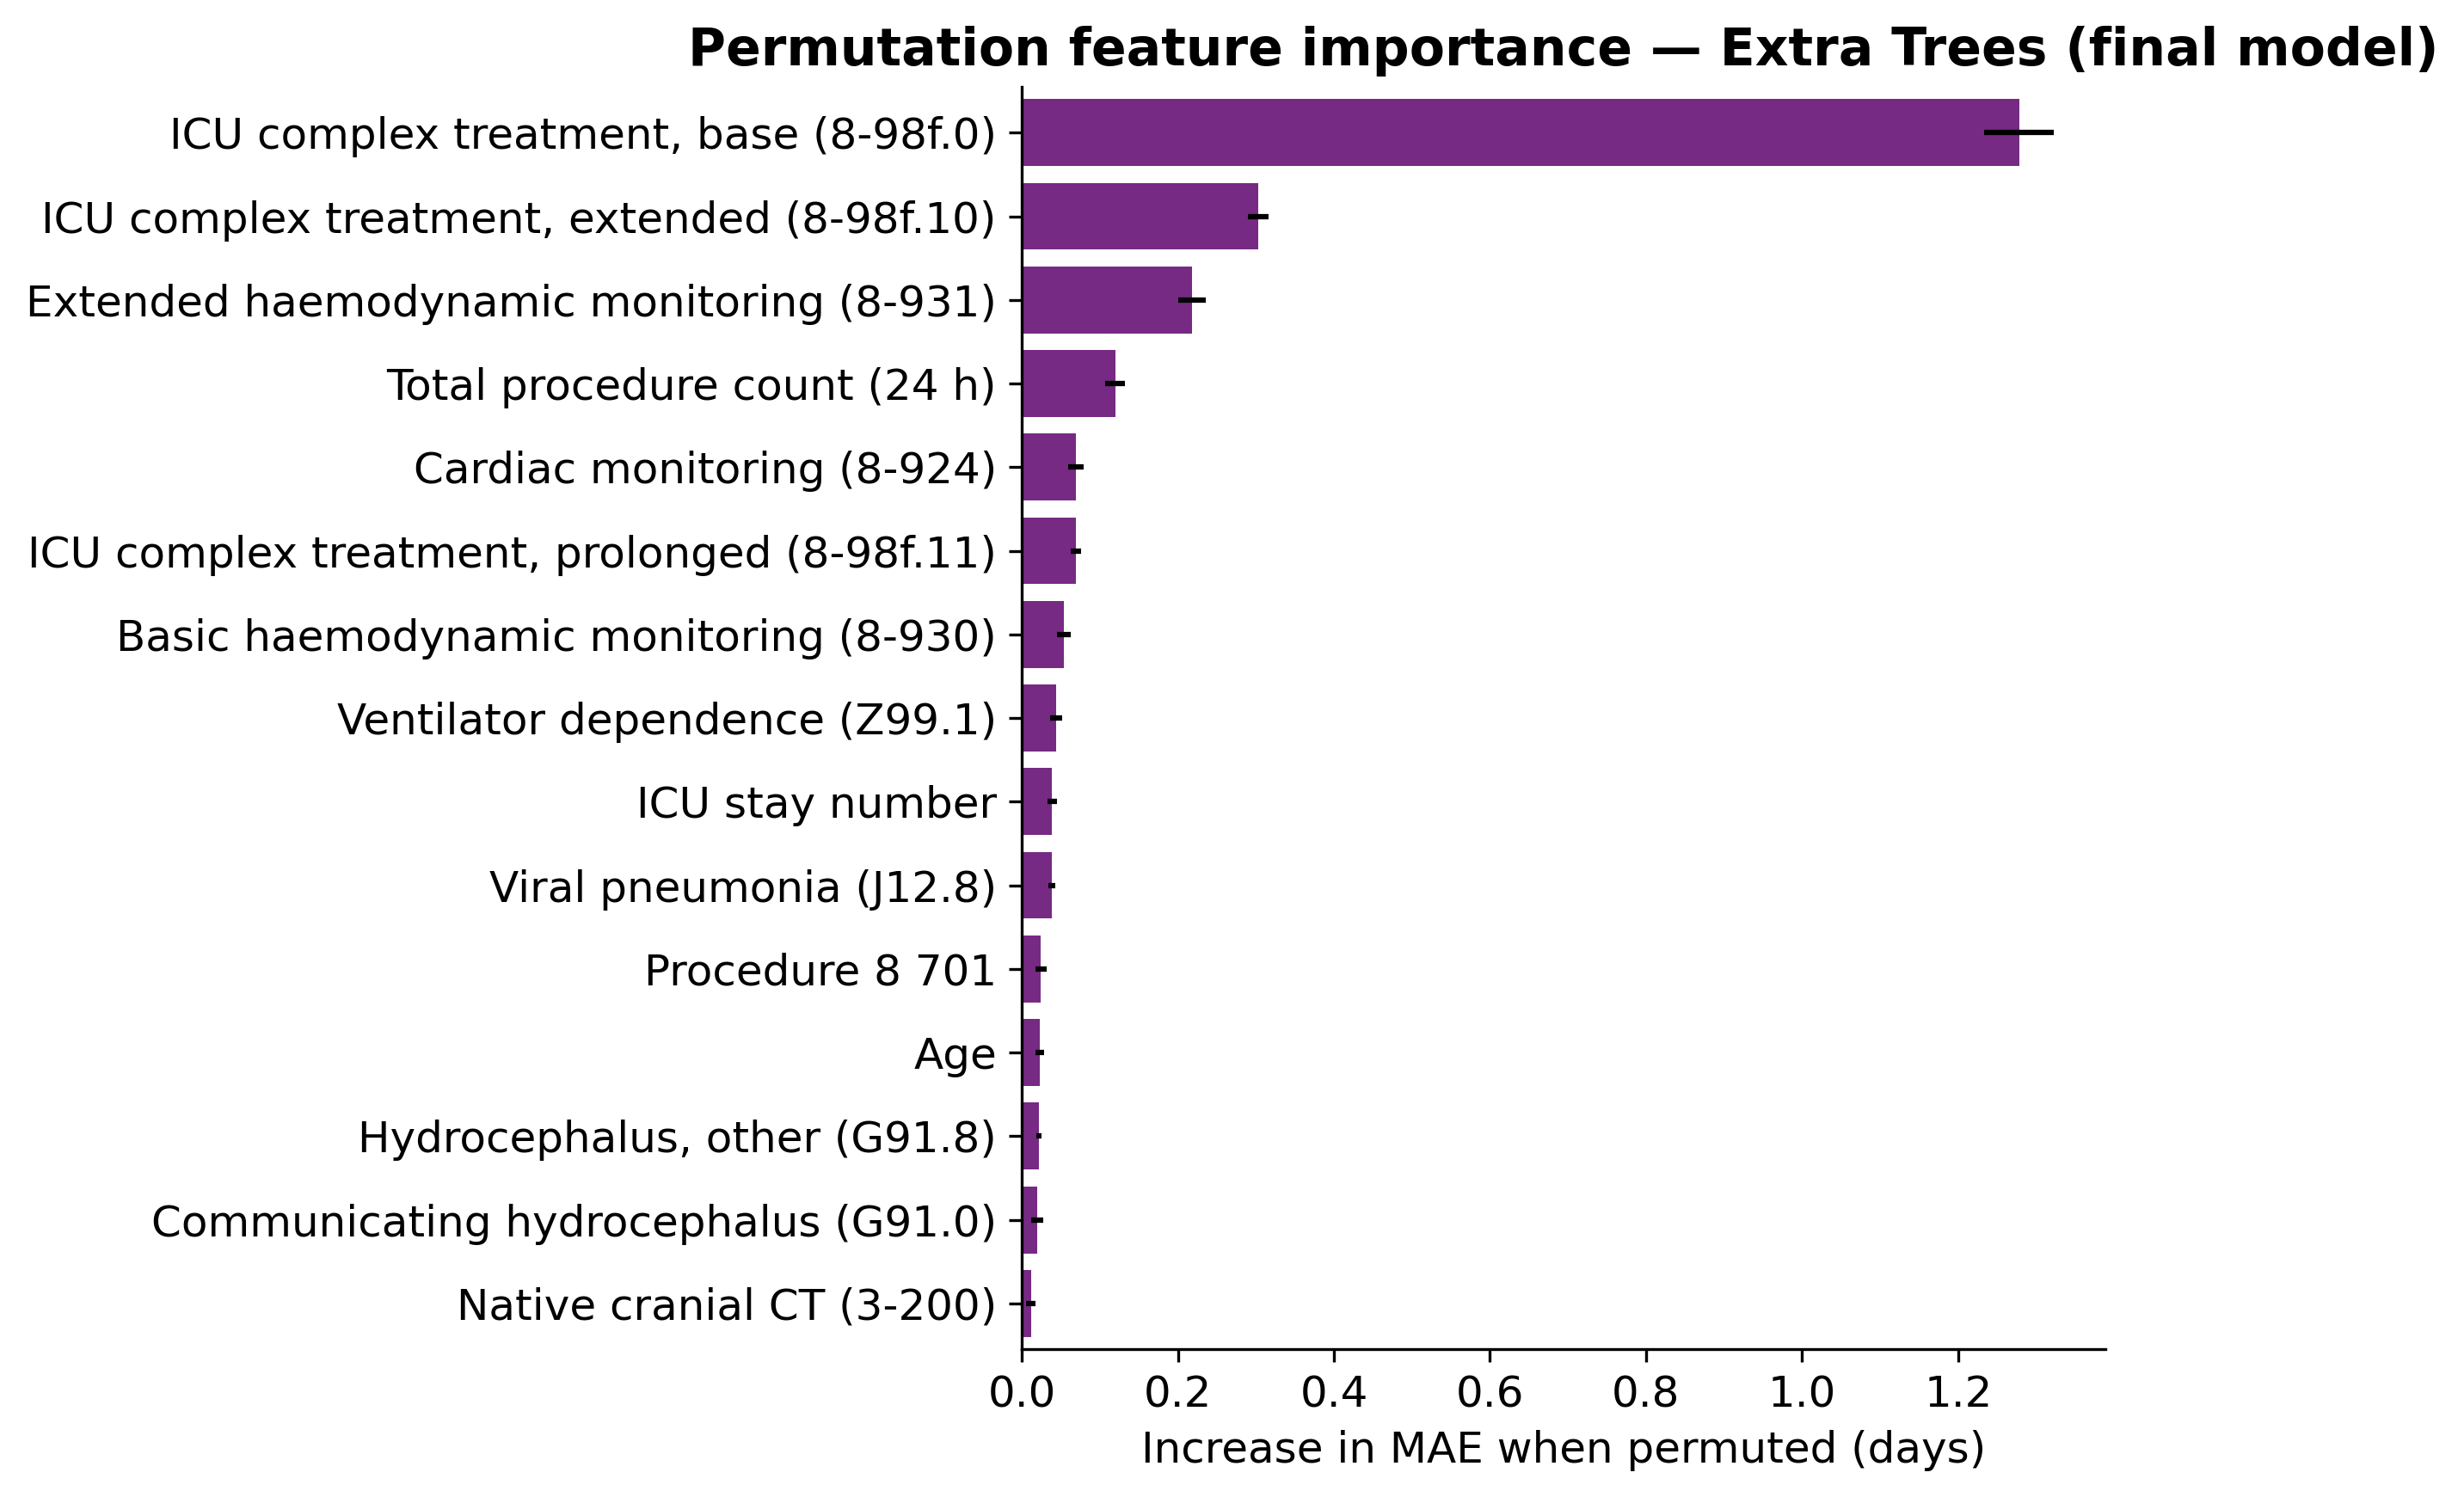 Permutation feature importance — Extra Trees (final model)
ICU complex treatment, base (8-98f.0)
ICU complex treatment, extended (8-98f.10)
Extended haemodynamic monitoring (8-931)
Total procedure count (24 h)
Cardiac monitoring (8-924)
ICU complex treatment, prolonged (8-98f.11)
Basic haemodynamic monitoring (8-930)
Ventilator dependence (Z99.1)
ICU stay number
Viral pneumonia (J12.8)
Procedure 8 701
Age
Hydrocephalus, other (G91.8)
Communicating hydrocephalus (G91.0)
Native cranial CT (3-200)
0.0 0.2 0.4 0.6 0.8 1.0 1.2
Increase in MAE when permuted (days)